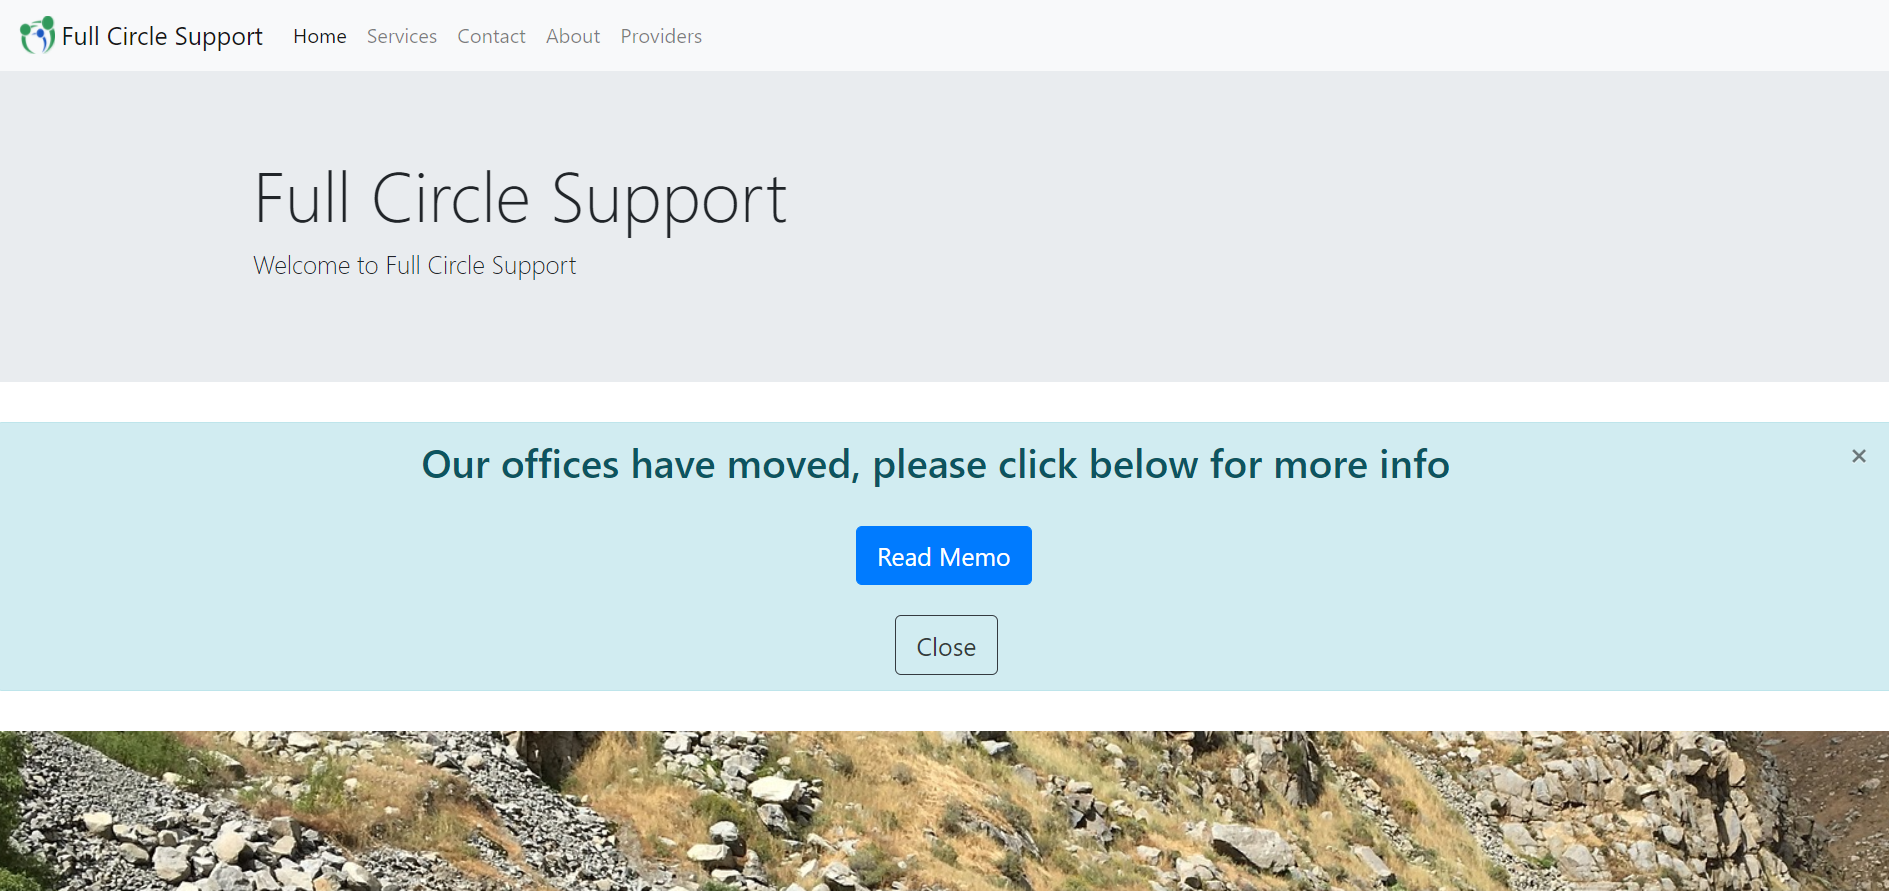 Full Circle Support Home Services Contact About Providers
Full Circle Support
Welcome to Full Circle Support
Our offices have moved, please click below for more info
×
Read Memo
Close